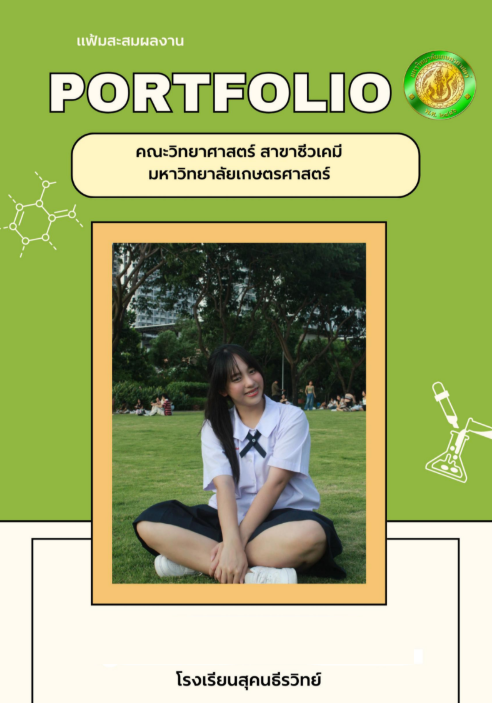 แฟ้มสะสมผลงาน
PORTFOLIO
คณะวิทยาศาสตร์ สาขาชีวเคมี
มหาวิทยาลัยเกษตรศาสตร์
โรงเรียนสุคนธีรวิทย์